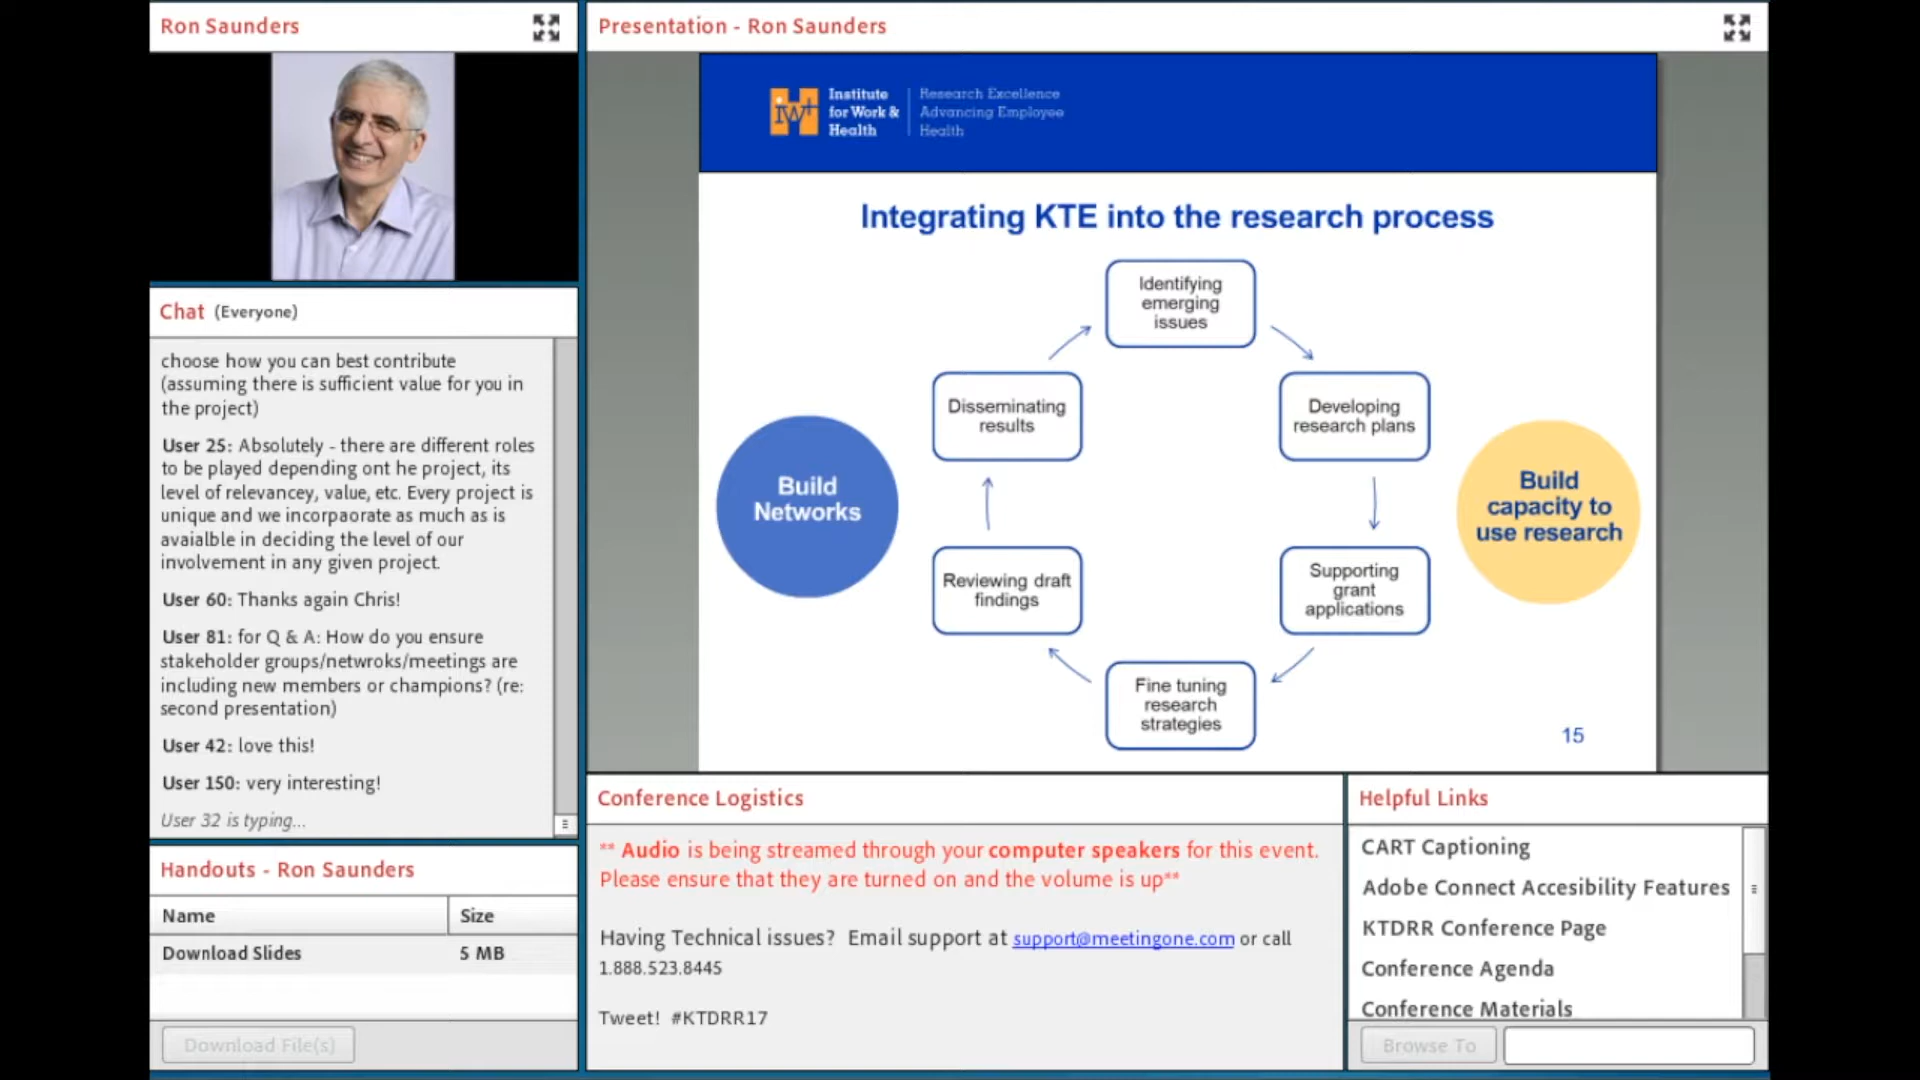 Ron Saunders
Chat (Everyone)
choose how you can best contribute
(assuming there is sufficient value for you in
the project)
User 25: Absolutely - there are different roles
to be played depending ont he project, its
level of relevancey, value, etc. Every project is
unique and we incorpaorate as much as is
avaialble in deciding the level of our
involvement in any given project.
User 60: Thanks again Chris!
User 81: for Q & A: How do you ensure
stakeholder groups/netwroks/meetings are
including new members or champions? (re:
second presentation)
User 42: love this!
User 150: very interesting!
User 32 is typing...
Handouts - Ron Saunders
Name Size
Download Slides 5 MB
Download File(s)
Presentation - Ron Saunders
iw+
Institute
for Work &
Health
Research Excellence
Advancing Employee
Health
Integrating KTE into the research process
Identifying
emerging
issues
Developing
research plans
Supporting
grant
applications
Fine tuning
research
strategies
Reviewing draft
findings
Disseminating
results
Build
Networks
Build
capacity to
use research
15
Conference Logistics
** Audio is being streamed through your computer speakers for this event.
Please ensure that they are turned on and the volume is up**
Having Technical issues? Email support at support@meetingone.com or call
1.888.523.8445
Tweet! #KTDRR17
Helpful Links
CART Captioning
Adobe Connect Accesibility Features
KTDRR Conference Page
Conference Agenda
Conference Materials
Browse To